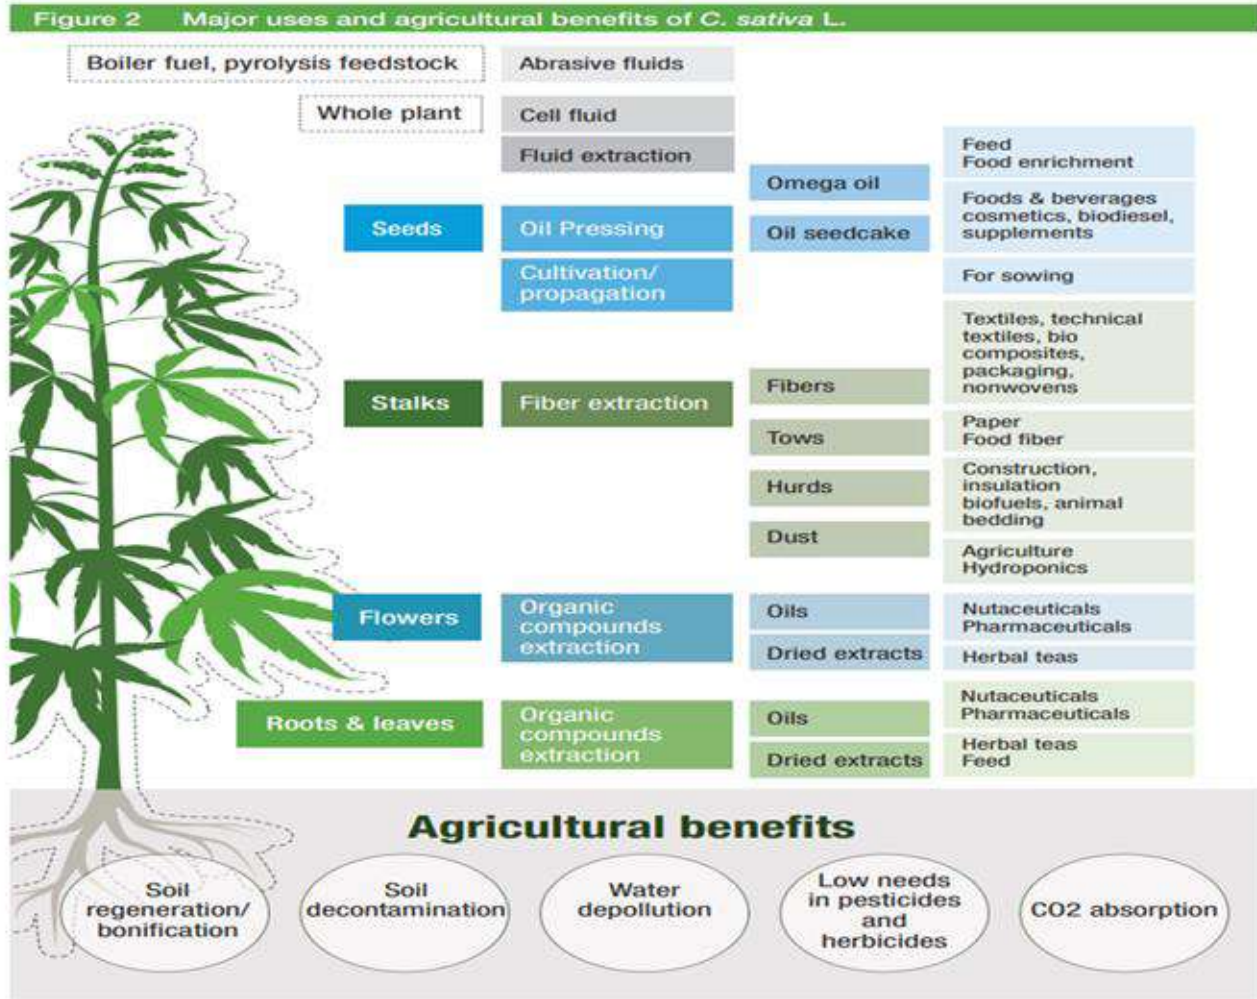 Figure 2 Major uses and agricultural benefits of C. sativa L.
Boiler fuel, pyrolysis feedstock
Abrasive fluids
Whole plant
Cell fluid
Fluid extraction
Seeds
Oil Pressing
Cultivation/
propagation
Omega oil
Oil seedcake
Feed
Food enrichment
Foods & beverages
cosmetics, biodiesel,
supplements
For sowing
Stalks
Fiber extraction
Fibers
Tows
Hurds
Dust
Textiles, technical
textiles, bio
composites,
packaging,
nonwovens
Paper
Food fiber
Construction,
insulation
biofuels, animal
bedding
Agriculture
Hydroponics
Flowers
Organic
compounds
extraction
Oils
Dried extracts
Nutaceuticals
Pharmaceuticals
Herbal teas
Roots & leaves
Organic
compounds
extraction
Oils
Dried extracts
Nutaceuticals
Pharmaceuticals
Herbal teas
Feed
Agricultural benefits
Soil
regeneration/
bonification
Soil
decontamination
Water
depollution
Low needs
in pesticides
and
herbicides
CO2 absorption